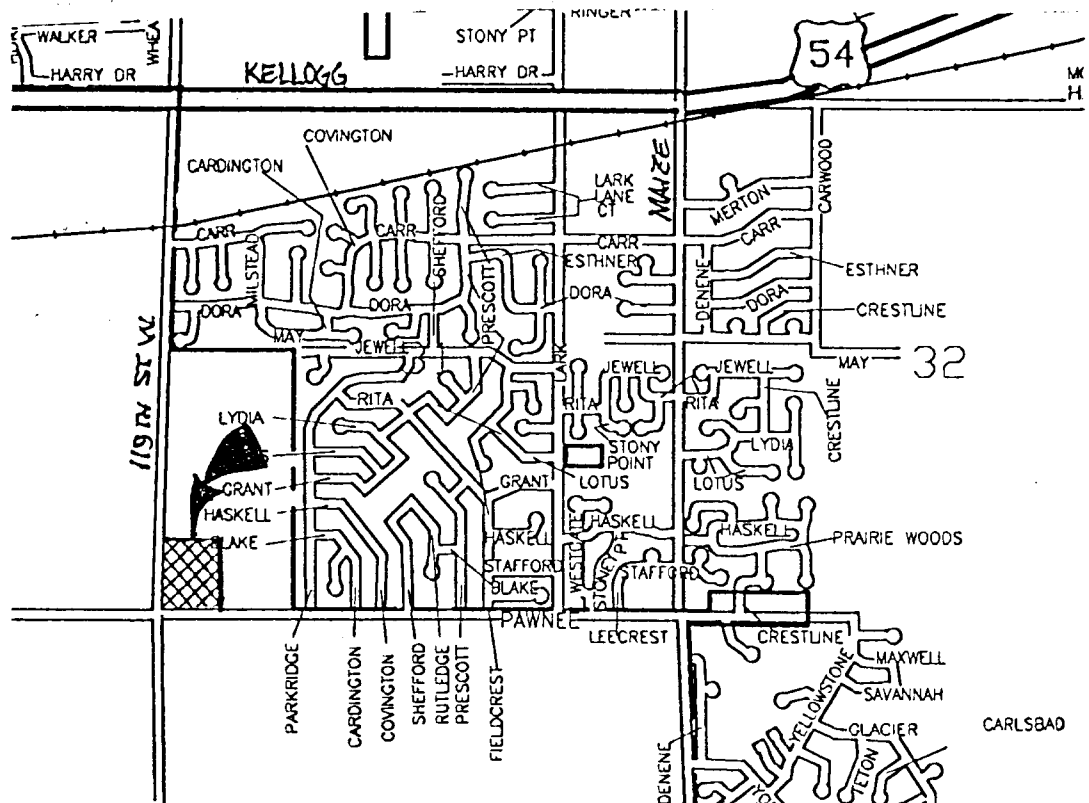 RINGER
WALKER
WHEA
STONY PT
54
HARRY DR
KELLOGG
HARRY DR
COVINGTON
CARDINGTON
LARK
LANE
CT
MAIZE
MERTON
CARWOOD
CARR
CARR
SHEFFORD
CARR
CARR
MILSTEAD
ESTHNER
DENENE
ESTHNER
DORA
DORA
PRESCOTT
DORA
DORA
CRESTLINE
MAY
JEWELL
LARK
MAY
32
119TH ST W
JEWELL
JEWELL
RITA
RITA
RITA
CRESTLINE
LYDIA
STONY
POINT
LYDIA
GRANT
GRANT
LOTUS
LOTUS
HASKELL
HASKELL
HASKELL
HASKELL
BLAKE
PRAIRIE WOODS
STAFFORD
WESTGATE
STONEY PT
STAFFORD
BLAKE
PAWNEE
LEECREST
CRESTLINE
PARKRIDGE
CARDINGTON
COVINGTON
SHEFFORD
RUTLEDGE
PRESCOTT
FIELDCREST
MAXWELL
SAVANNAH
YELLOWSTONE
GLACIER
CARLSBAD
TETON
DENENE